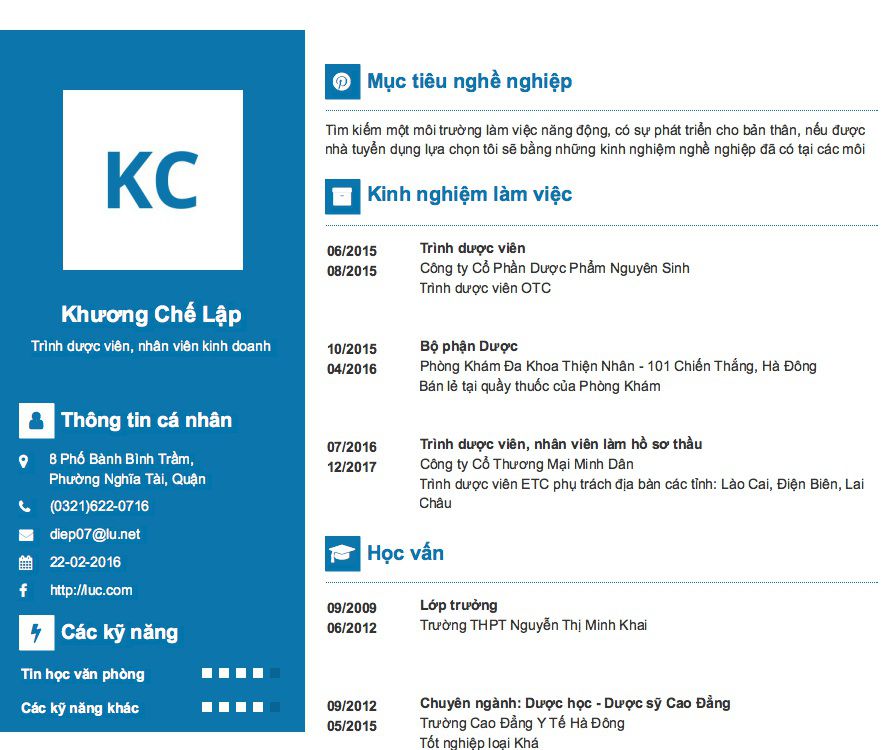 KC
Khương Chế Lập
Trình dược viên, nhân viên kinh doanh
Thông tin cá nhân
8 Phố Bành Bình Trầm,
Phường Nghĩa Tài, Quận
(0321)622-0716
diep07@lu.net
22-02-2016
http://luc.com
Các kỹ năng
Tin học văn phòng
Các kỹ năng khác
Mục tiêu nghề nghiệp
Tìm kiếm một môi trường làm việc năng động, có sự phát triển cho bản thân, nếu được
nhà tuyển dụng lựa chọn tôi sẽ bằng những kinh nghiệm nghề nghiệp đã có tại các môi
Kinh nghiệm làm việc
06/2015 Trình dược viên
08/2015 Công ty Cổ Phần Dược Phẩm Nguyên Sinh
Trình dược viên OTC
10/2015 Bộ phận Dược
04/2016 Phòng Khám Đa Khoa Thiện Nhân - 101 Chiến Thắng, Hà Đông
Bán lẻ tại quầy thuốc của Phòng Khám
07/2016 Trình dược viên, nhân viên làm hồ sơ thầu
12/2017 Công ty Cổ Thương Mại Minh Dân
Trình dược viên ETC phụ trách địa bàn các tỉnh: Lào Cai, Điện Biên, Lai
Châu
Học vấn
09/2009 Lớp trưởng
06/2012 Trường THPT Nguyễn Thị Minh Khai
09/2012 Chuyên ngành: Dược học - Dược sỹ Cao Đẳng
05/2015 Trường Cao Đẳng Y Tế Hà Đông
Tốt nghiệp loại Khá